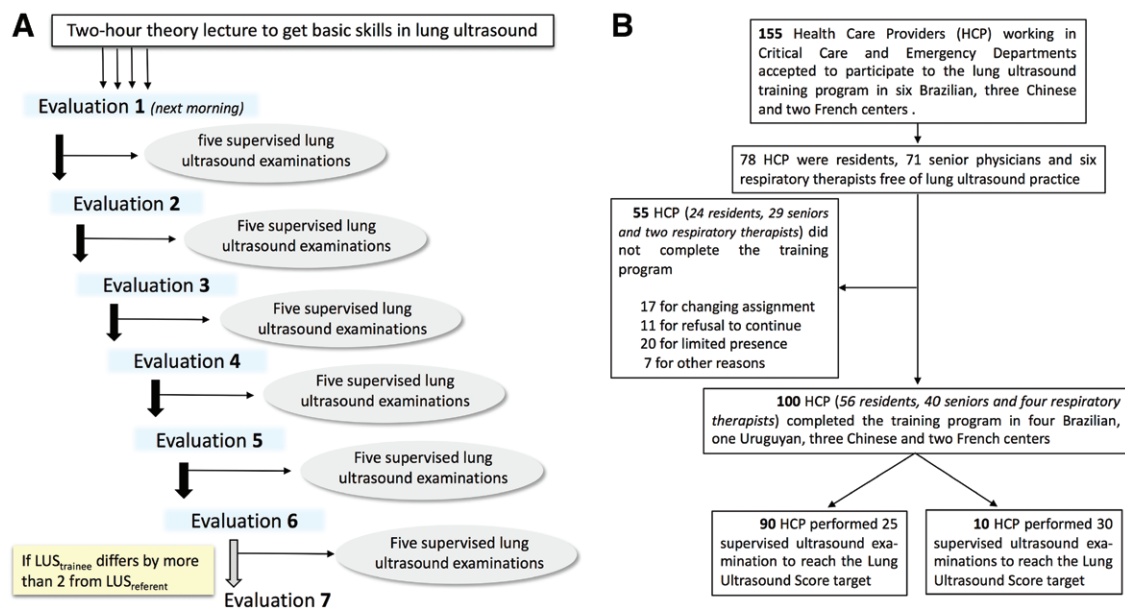 A
Two-hour theory lecture to get basic skills in lung ultrasound
Evaluation 1 (next morning)
five supervised lung
ultrasound examinations
Evaluation 2
Five supervised lung
ultrasound examinations
Evaluation 3
Five supervised lung
ultrasound examinations
Evaluation 4
Five supervised lung
ultrasound examinations
Evaluation 5
Five supervised lung
ultrasound examinations
Evaluation 6
If LUStrainee differs by more
than 2 from LUSreferent
Five supervised lung
ultrasound examinations
Evaluation 7
B
155 Health Care Providers (HCP) working in
Critical Care and Emergency Departments
accepted to participate to the lung ultrasound
training program in six Brazilian, three Chinese
and two French centers .
78 HCP were residents, 71 senior physicians and six
respiratory therapists free of lung ultrasound practice
55 HCP (24 residents, 29 seniors
and two respiratory therapists) did
not complete the training
program
17 for changing assignment
11 for refusal to continue
20 for limited presence
7 for other reasons
100 HCP (56 residents, 40 seniors and four respiratory
therapists) completed the training program in four Brazilian,
one Uruguyan, three Chinese and two French centers
90 HCP performed 25
supervised ultrasound exa-
mination to reach the Lung
Ultrasound Score target
10 HCP performed 30
supervised ultrasound exa-
minations to reach the Lung
Ultrasound Score target